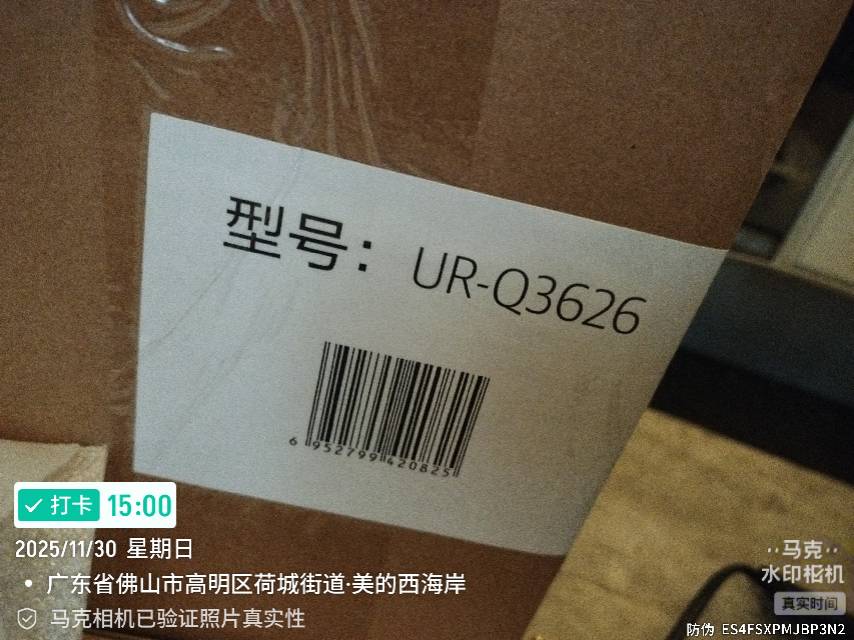 型号：UR-Q3626
6 952799 420825
打卡 15:00
2025/11/30 星期日
广东省佛山市高明区荷城街道·美的西海岸
马克相机已验证照片真实性
马克
水印相机
真实时间
防伪 ES4FSXPMJBP3N2